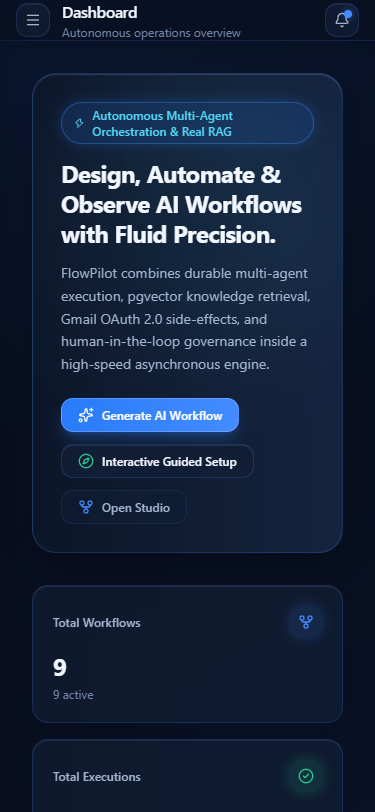 Dashboard
Autonomous operations overview
Autonomous Multi-Agent
Orchestration & Real RAG
Design, Automate &
Observe AI Workflows
with Fluid Precision.
FlowPilot combines durable multi-agent
execution, pgvector knowledge retrieval,
Gmail OAuth 2.0 side-effects, and
human-in-the-loop governance inside a
high-speed asynchronous engine.
Generate AI Workflow
Interactive Guided Setup
Open Studio
Total Workflows
9
9 active
Total Executions